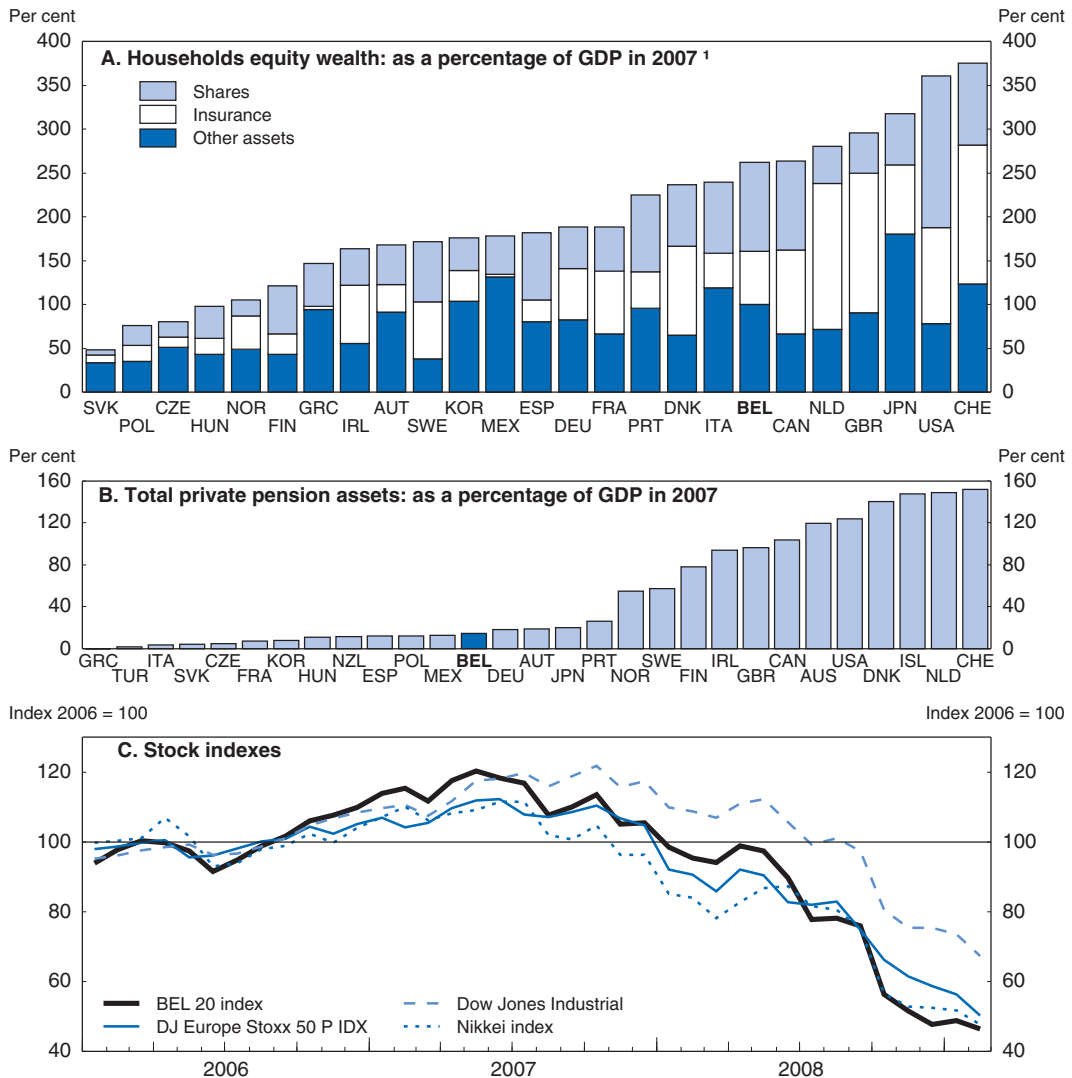 Per cent Per cent
A. Households equity wealth: as a percentage of GDP in 2007 ¹
Shares
Insurance
Other assets
400 400
350 350
300 300
250 250
200 200
150 150
100 100
50 50
0 0
SVK CZE NOR GRC AUT KOR ESP FRA DNK BEL NLD JPN CHE
POL HUN FIN IRL SWE MEX DEU PRT ITA CAN GBR USA
Per cent Per cent
B. Total private pension assets: as a percentage of GDP in 2007
160 160
120 120
80 80
40 40
0 0
GRC ITA CZE KOR NZL POL BEL AUT PRT SWE IRL CAN USA ISL CHE
TUR SVK FRA HUN ESP MEX DEU JPN NOR FIN GBR AUS DNK NLD
Index 2006 = 100 Index 2006 = 100
C. Stock indexes
120 120
100 100
80 80
60 60
40 40
BEL 20 index Dow Jones Industrial
DJ Europe Stoxx 50 P IDX Nikkei index
2006 2007 2008